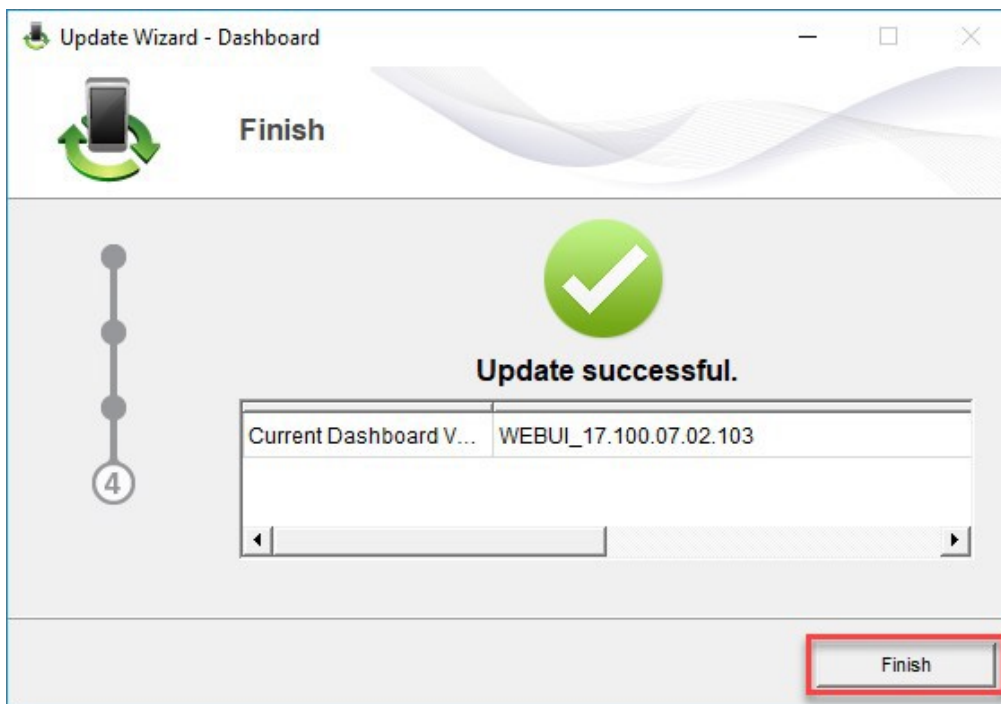 Update Wizard - Dashboard
Finish
Update successful.
Current Dashboard V... WEBUI_17.100.07.02.103
4
Finish